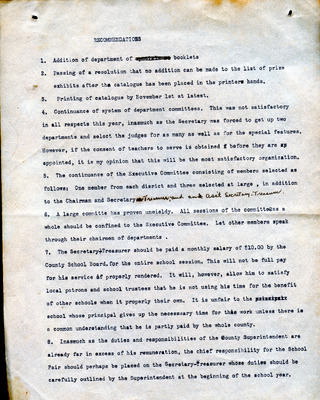 RECOMMENDATIONS
1. Addition of department of booklets
2. Passing of a resolution that no addition can be made to the list of prize
exhibits after the catalogue has been placed in the printers hands.
3. Printing of catalogue by November 1st at latest.
4. Continuance of system of department committees. This was not satisfactory
in all respects this year, inasmuch as the Secretary was forced to get up two
departments and select the judges for as many as well as for the special features.
However, if the consent of teachers to serve is obtained before they are
appointed, it is my opinion that this will be the most satisfactory organization.
5. The continuance of the Executive Committee consisting of members selected as
follows; One member from each district and three selected at large , in addition
to the Chairman and Secretary, Treasurer, and Asst Secretary-Treasurer
6. A large committe has proven unwieldy. All sessions of the committee as a
whole should be confined to the Executive Committee. Let other members speak
through their chairmen of departments .
7. The Secretary-Treasurer should be paid a monthly salary of $10.00 by the
County School Board for the entire school session. This will not be full pay
for his service if properly rendered. It will, however, allow him to satisfy
local patrons and school trustees that he is not using his time for the benefit
of other schools when it properly their own. It is unfair to the
school whose principal gives up the necessary time for this work unless there is
a common understanding that he is partly paid by the whole county.
8. Inasmuch as the duties and responsibilities of the County Superintendent are
already far in excess of his remuneration, the chief responsibility for the School
Fair should perhaps be placed on the Secretary-Treasurer whose duties should be
carefully outlined by the Superintendent at the beginning of the school year.